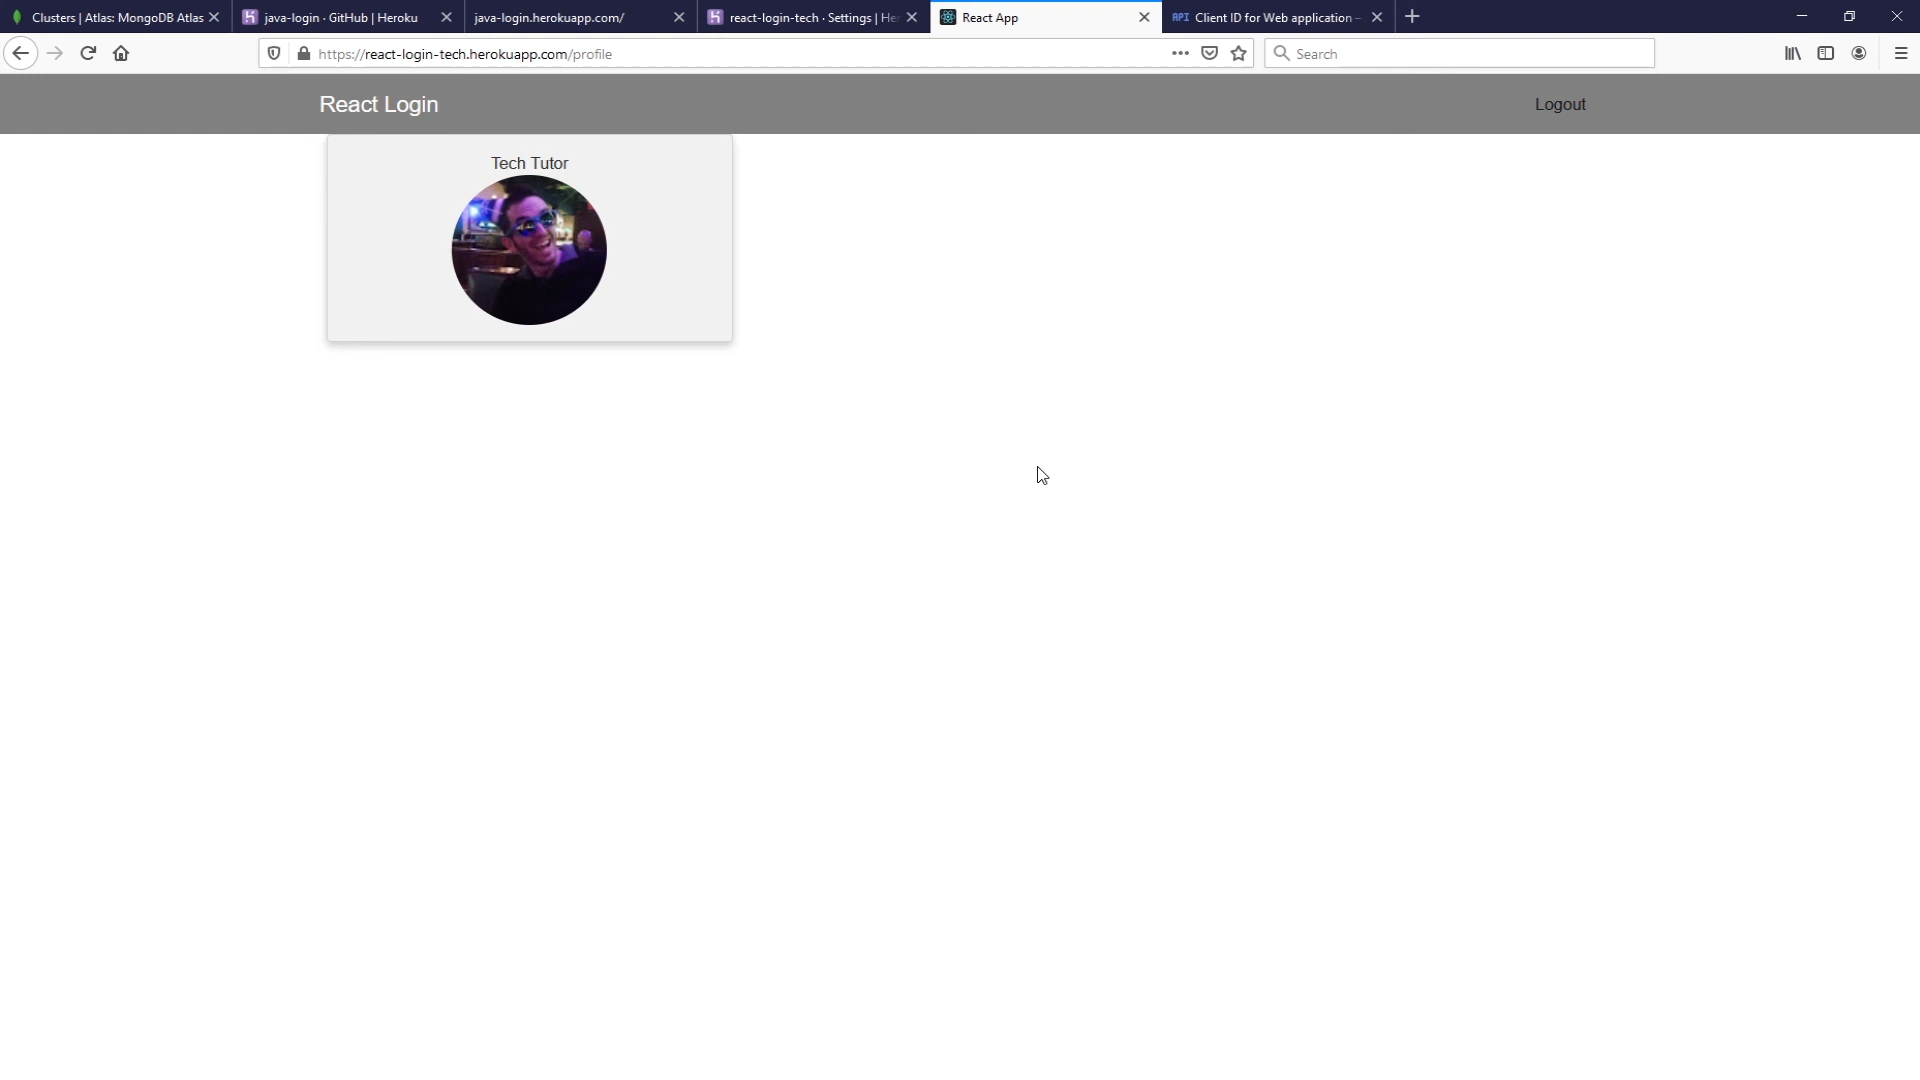 Clusters | Atlas: MongoDB Atlas
java-login · GitHub | Heroku
java-login.herokuapp.com/
react-login-tech · Settings | He
React App
API Client ID for Web application –
https://react-login-tech.herokuapp.com/profile
Search
React Login
Logout
Tech Tutor